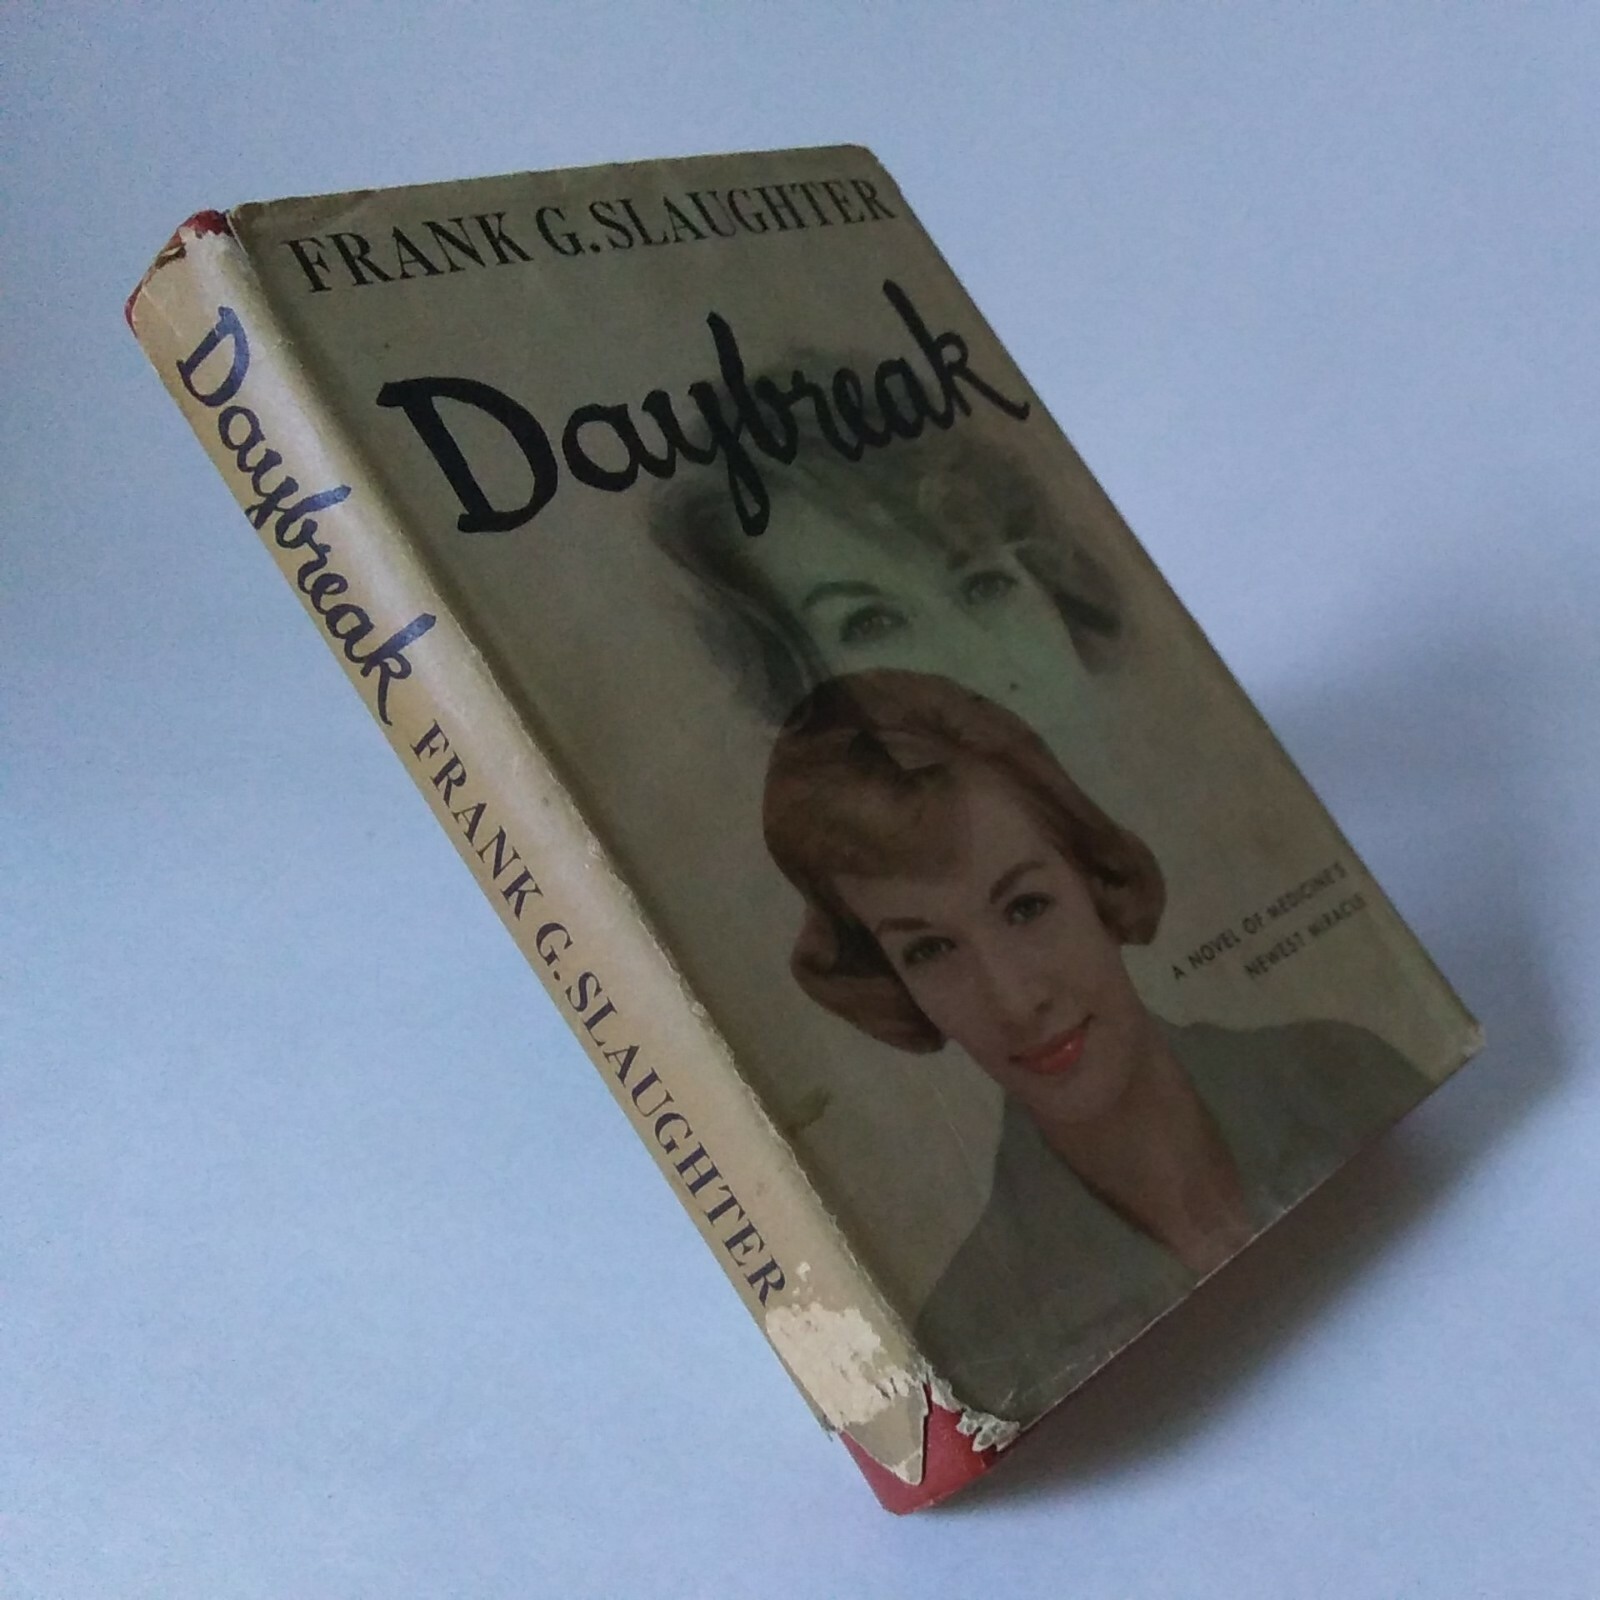 FRANK G. SLAUGHTER
Daybreak
A NOVEL OF MEDICINE'S
NEWEST MIRACLE
Daybreak FRANK G. SLAUGHTER